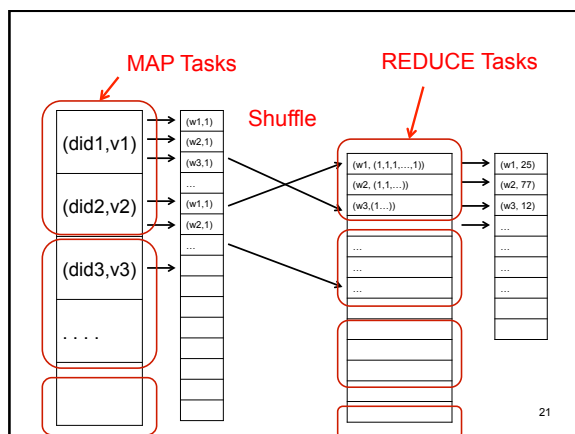 MAP Tasks
REDUCE Tasks
Shuffle
(did1,v1)
(did2,v2)
(did3,v3)
. . . .
(w1,1)
(w2,1)
(w3,1)
...
(w1,1)
(w2,1)
...
(w1, (1,1,1,...,1))
(w2, (1,1,...))
(w3,(1...))
...
...
...
(w1, 25)
(w2, 77)
(w3, 12)
...
...
...
...
21